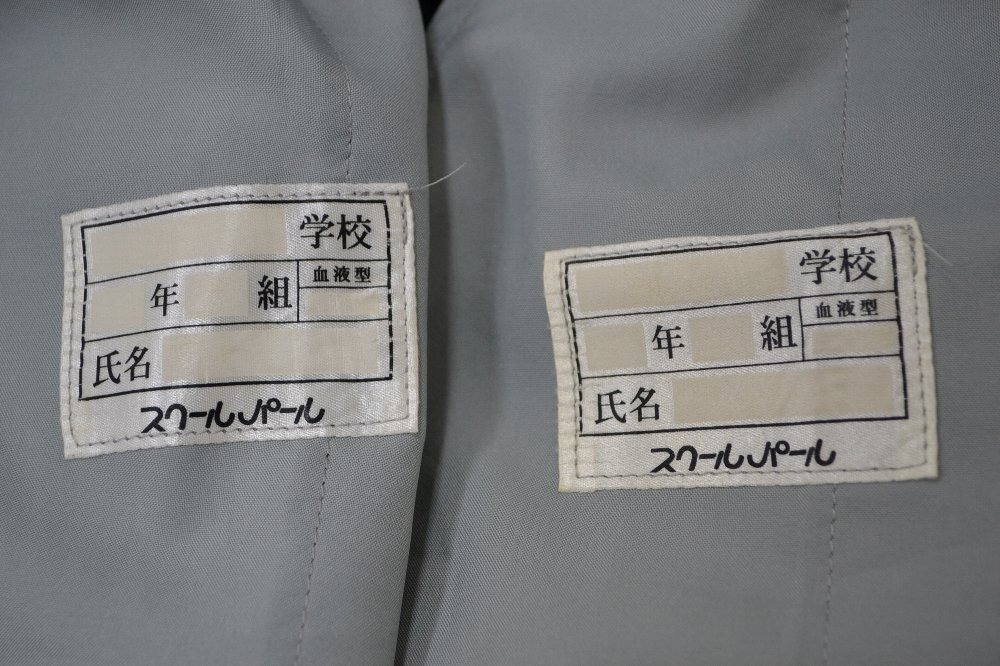 学校
年 組 血液型
氏名
スクールパール
学校
年 組 血液型
氏名
スクールパール